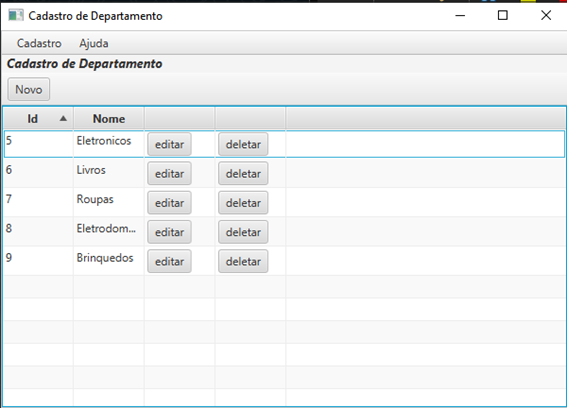 Cadastro de Departamento
Cadastro Ajuda
Cadastro de Departamento
Novo
Id Nome
5 Eletronicos editar deletar
6 Livros editar deletar
7 Roupas editar deletar
8 Eletrodom... editar deletar
9 Brinquedos editar deletar